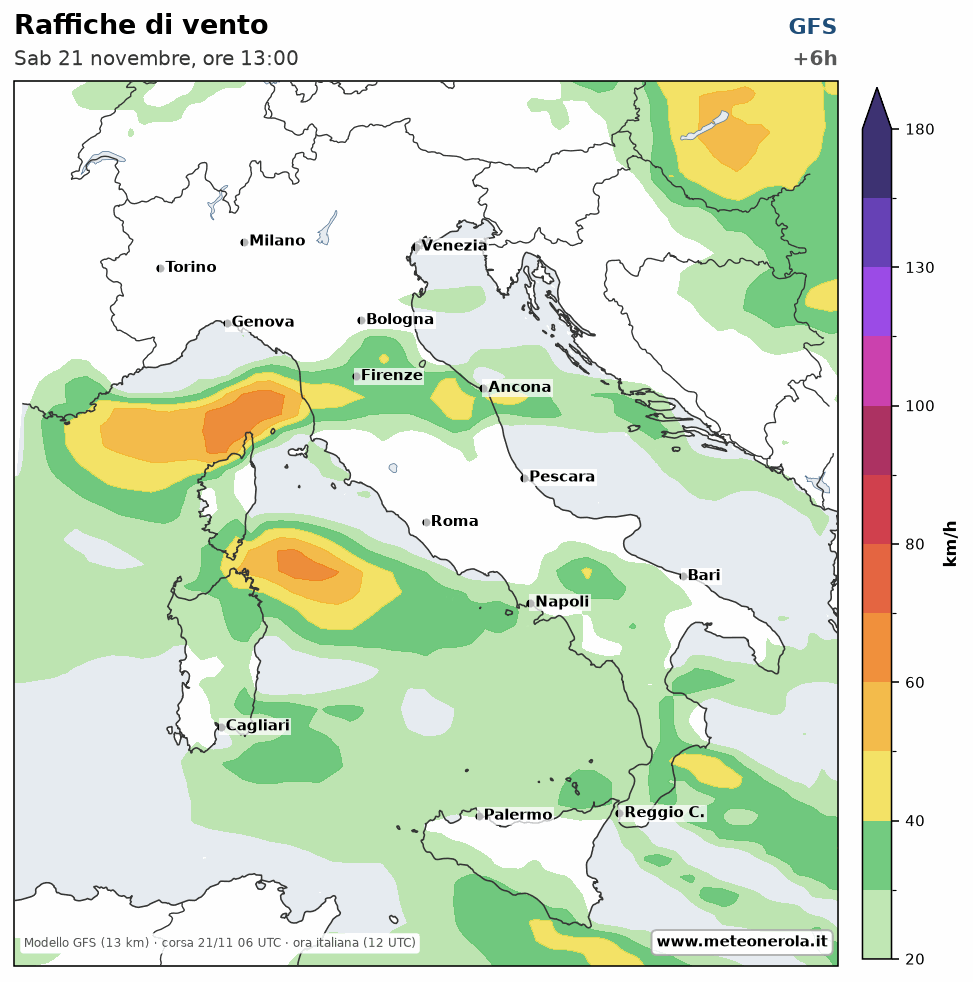 Raffiche di vento
GFS
Sab 21 novembre, ore 13:00
+6h
Milano
Venezia
Torino
Genova
Bologna
Firenze
Ancona
Pescara
Roma
Bari
Napoli
Cagliari
Palermo
Reggio C.
180
130
100
80
60
40
20
km/h
Modello GFS (13 km) · corsa 21/11 06 UTC · ora italiana (12 UTC)
www.meteonerola.it